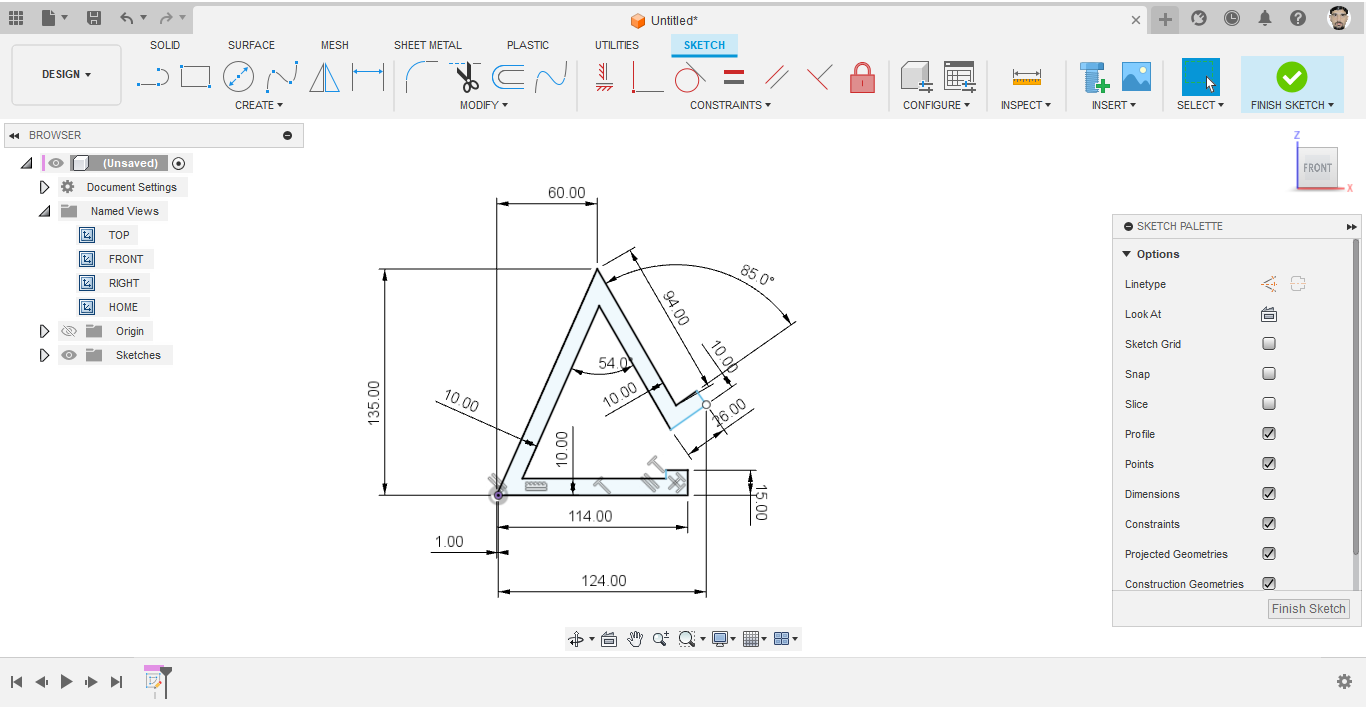 Untitled*
SOLID SURFACE MESH SHEET METAL PLASTIC UTILITIES SKETCH
DESIGN
CREATE MODIFY CONSTRAINTS CONFIGURE INSPECT INSERT SELECT FINISH SKETCH
BROWSER
(Unsaved)
Document Settings
Named Views
TOP
FRONT
RIGHT
HOME
Origin
Sketches
60.00
85.0°
94.00
10.00
54.0°
10.00
26.00
10.00
135.00
10.00
15.00
114.00
1.00
124.00
Z
FRONT
X
SKETCH PALETTE
Options
Linetype
Look At
Sketch Grid
Snap
Slice
Profile
Points
Dimensions
Constraints
Projected Geometries
Construction Geometries
Finish Sketch